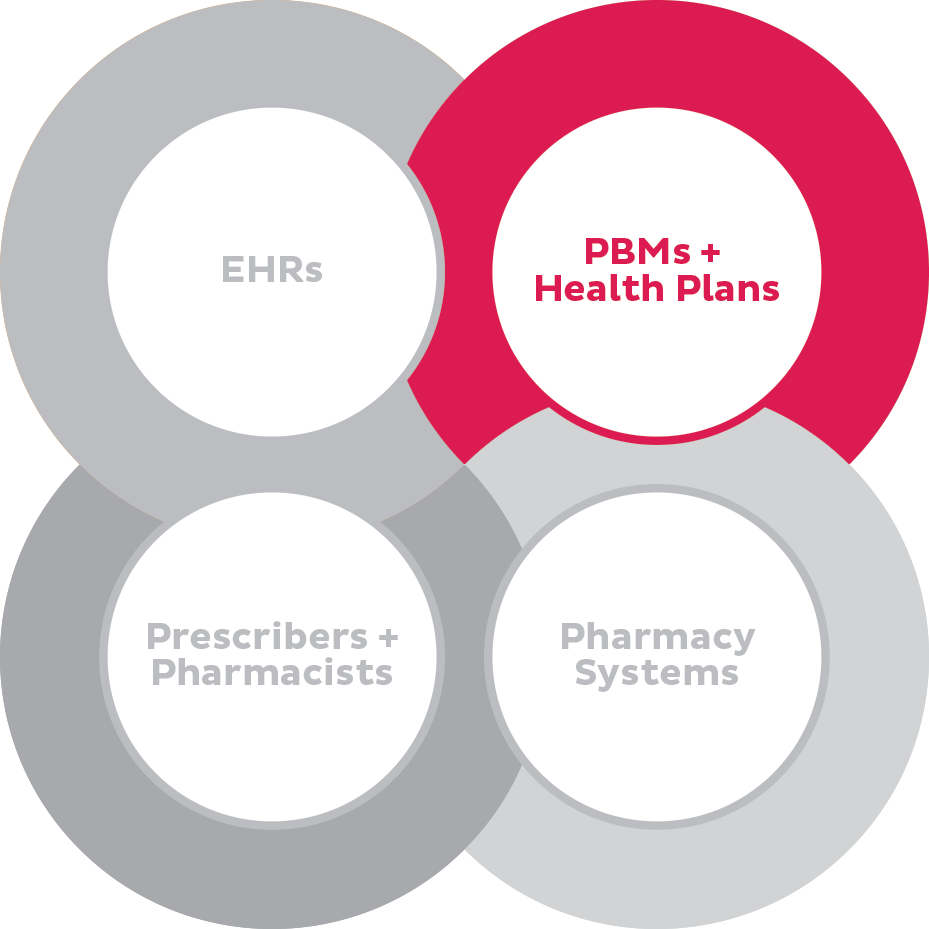 EHRs
PBMs +
Health Plans
Prescribers +
Pharmacists
Pharmacy
Systems